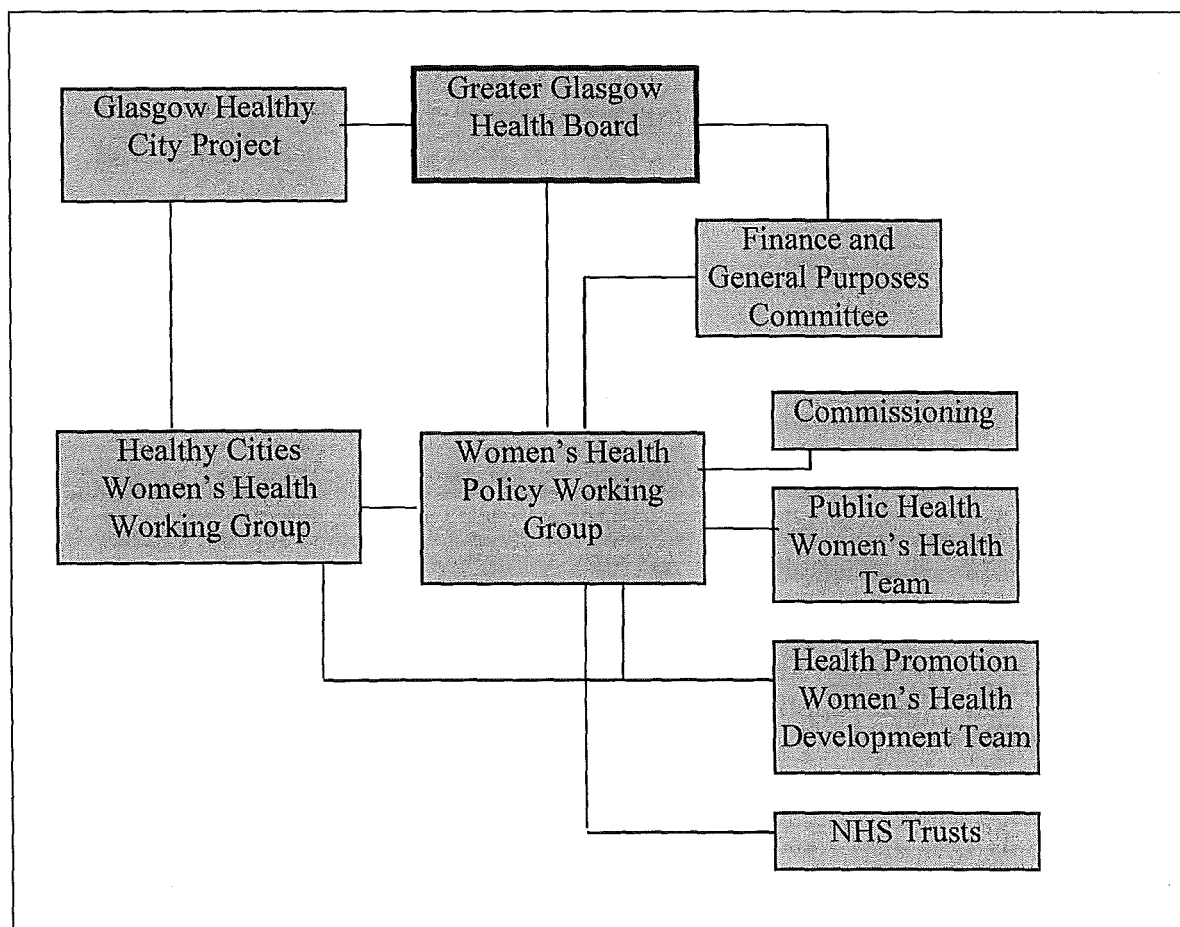 Glasgow Healthy
City Project
Greater Glasgow
Health Board
Finance and
General Purposes
Committee
Healthy Cities
Women's Health
Working Group
Women's Health
Policy Working
Group
Commissioning
Public Health
Women's Health
Team
Health Promotion
Women's Health
Development Team
NHS Trusts